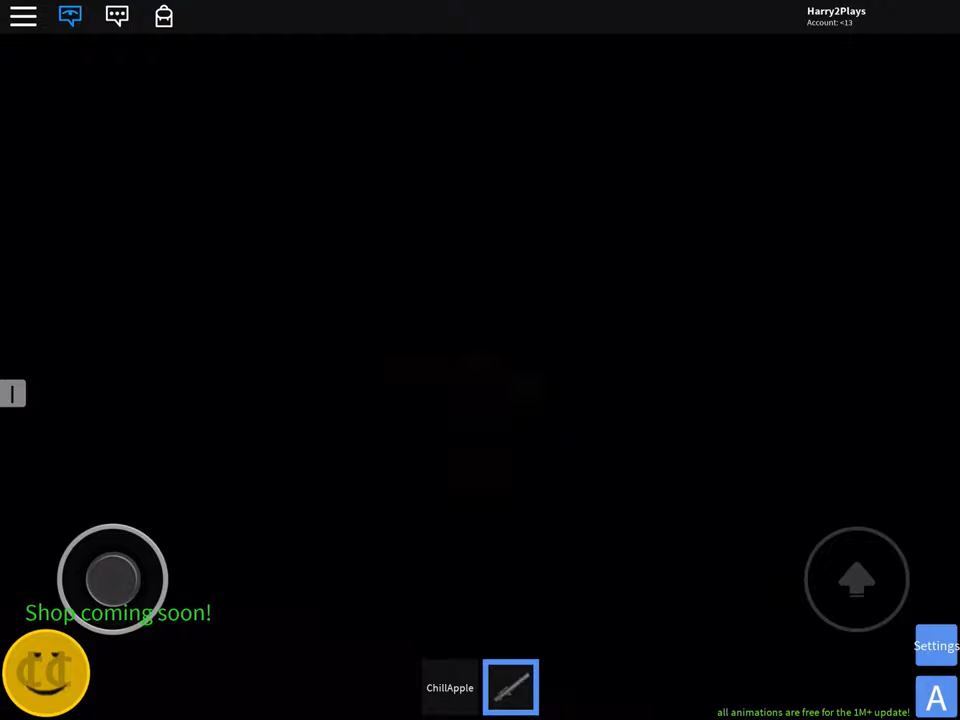 Harry2Plays
Account: <13
Shop coming soon!
Settings
ChillApple
A
all animations are free for the 1M+ update!